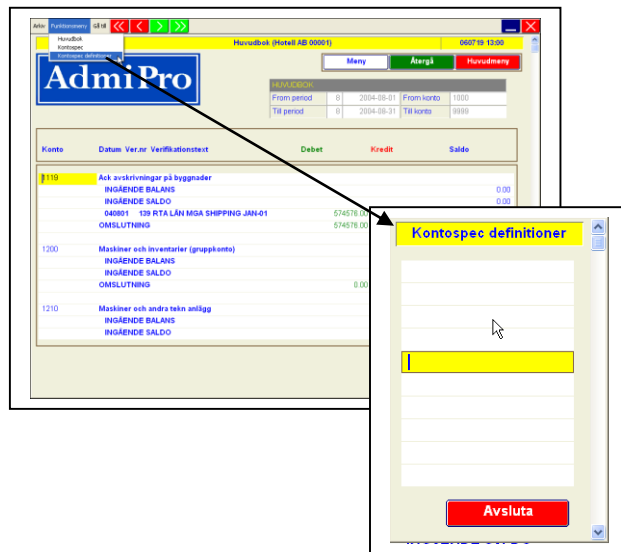 Arkiv Funktionsmeny Gå till
Huvudbok
Kontospec
Kontospec definitioner
Huvudbok (Hotell AB 00001)
060719 13:00
Meny Återgå Huvudmeny
AdmiPro
HUVUDBOK
From period 8 2004-08-01 From konto 1000
Till period 8 2004-08-31 Till konto 9999
Konto Datum Ver.nr Verifikationstext Debet Kredit Saldo
1119 Ack avskrivningar på byggnader
INGÅENDE BALANS 0.00
INGÅENDE SALDO 0.00
040801 139 RTA LÅN MGA SHIPPING JAN-01 574578.00
OMSLUTNING 574578.00
1200 Maskiner och inventarier (gruppkonto)
INGÅENDE BALANS
INGÅENDE SALDO
OMSLUTNING 0.00
1210 Maskiner och andra tekn anlägg
INGÅENDE BALANS
INGÅENDE SALDO
Kontospec definitioner
Avsluta